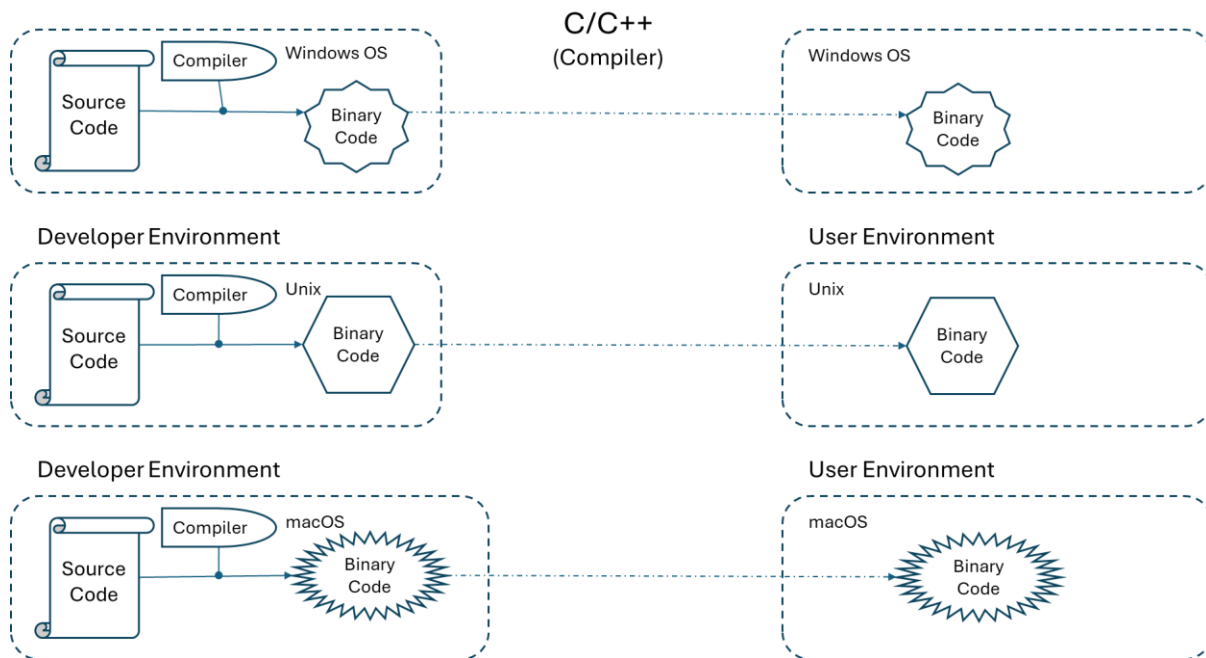 C/C++
(Compiler)
Compiler
Windows OS
Source
Code
Binary
Code
Windows OS
Binary
Code
Developer Environment
User Environment
Compiler
Unix
Source
Code
Binary
Code
Unix
Binary
Code
Developer Environment
User Environment
Compiler
macOS
Source
Code
Binary
Code
macOS
Binary
Code